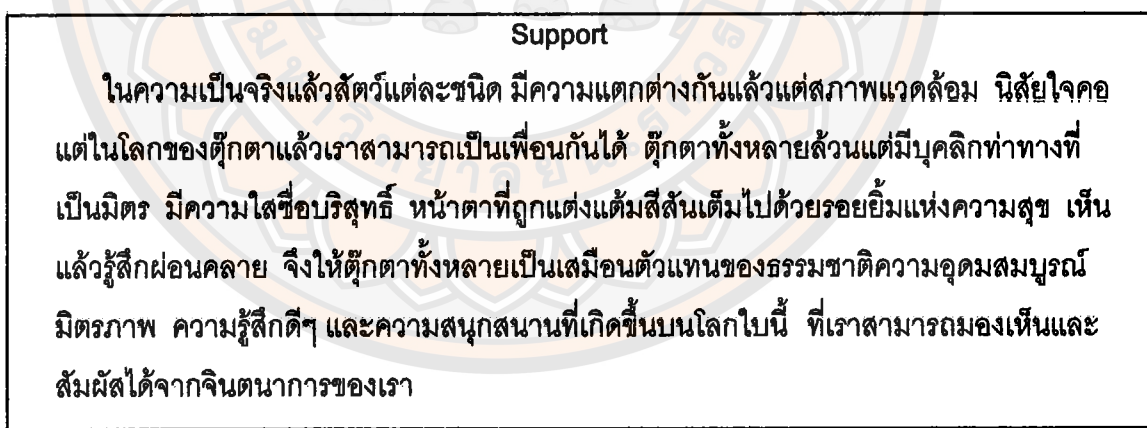 Support
ในความเป็นจริงแล้วสัตว์แต่ละชนิด มีความแตกต่างกันแล้วแต่สภาพแวดล้อม นิสัยใจคอ
แต่ในโลกของตุ๊กตาแล้วเราสามารถเป็นเพื่อนกันได้ ตุ๊กตาทั้งหลายล้วนแต่มีบุคลิกท่าทางที่
เป็นมิตร มีความใสซื่อบริสุทธิ์ หน้าตาที่ถูกแต่งแต้มสีสันเต็มไปด้วยรอยยิ้มแห่งความสุข เห็น
แล้วรู้สึกผ่อนคลาย จึงให้ตุ๊กตาทั้งหลายเป็นเสมือนตัวแทนของธรรมชาติความอุดมสมบูรณ์
มิตรภาพ ความรู้สึกดีๆ และความสนุกสนานที่เกิดขึ้นบนโลกใบนี้ ที่เราสามารถมองเห็นและ
สัมผัสได้จากจินตนาการของเรา